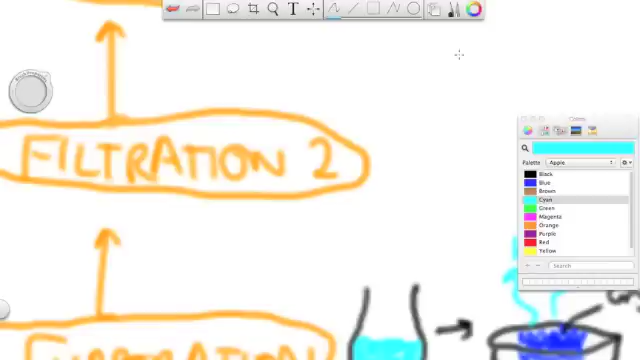 FILTRATION 2
Colors
Palette
Apple
Black
Blue
Brown
Cyan
Green
Magenta
Orange
Purple
Red
Yellow
Search